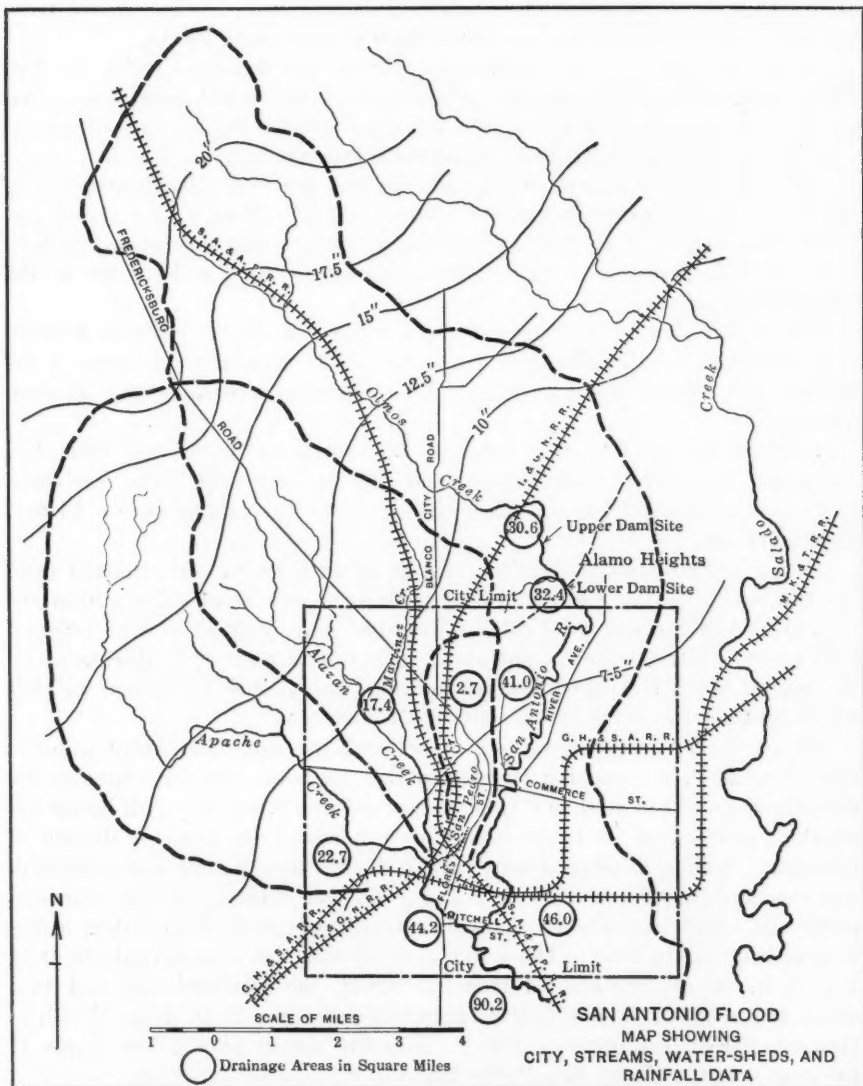 20"
S. A. & A. P. R. R.
17.5"
FREDERICKSBURG
ROAD
15"
12.5"
10"
Olmos
Creek
BLANCO CITY ROAD
I. & G. N. R. R.
Creek
Salado
M. K. & T. R. R.
30.6
Upper Dam Site
Alamo Heights
32.4
Lower Dam Site
City Limit
Martinez
Cr.
Alazan
Creek
17.4
2.7
41.0
San Antonio R.
RIVER AVE.
7.5"
G. H. & S. A. R. R.
Apache
Creek
San Pedro
COMMERCE ST.
ST.
FLORES
22.7
44.2
MITCHELL
ST.
46.0
G. H. & S. A. R. R.
I. & G. N. R. R.
City Limit
90.2
N
SCALE OF MILES
1 0 1 2 3 4
Drainage Areas in Square Miles
SAN ANTONIO FLOOD
MAP SHOWING
CITY, STREAMS, WATER-SHEDS, AND
RAINFALL DATA